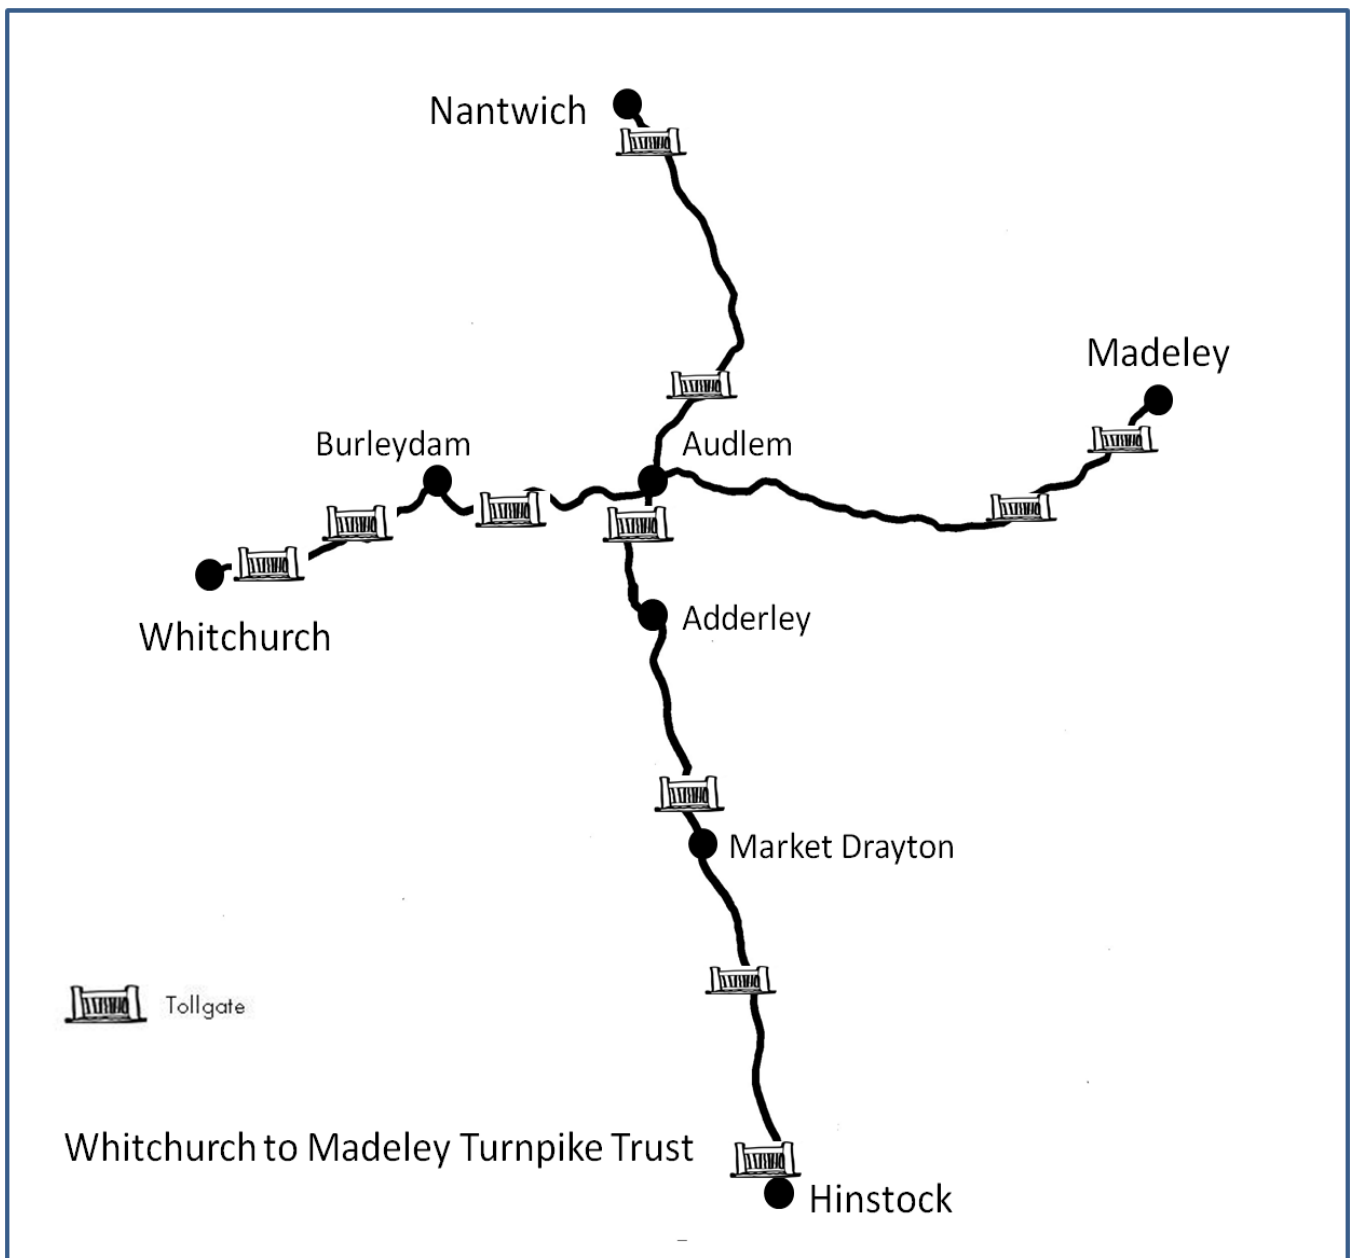 Nantwich
Madeley
Burleydam
Audlem
Whitchurch
Adderley
Market Drayton
Tollgate
Whitchurch to Madeley Turnpike Trust
Hinstock